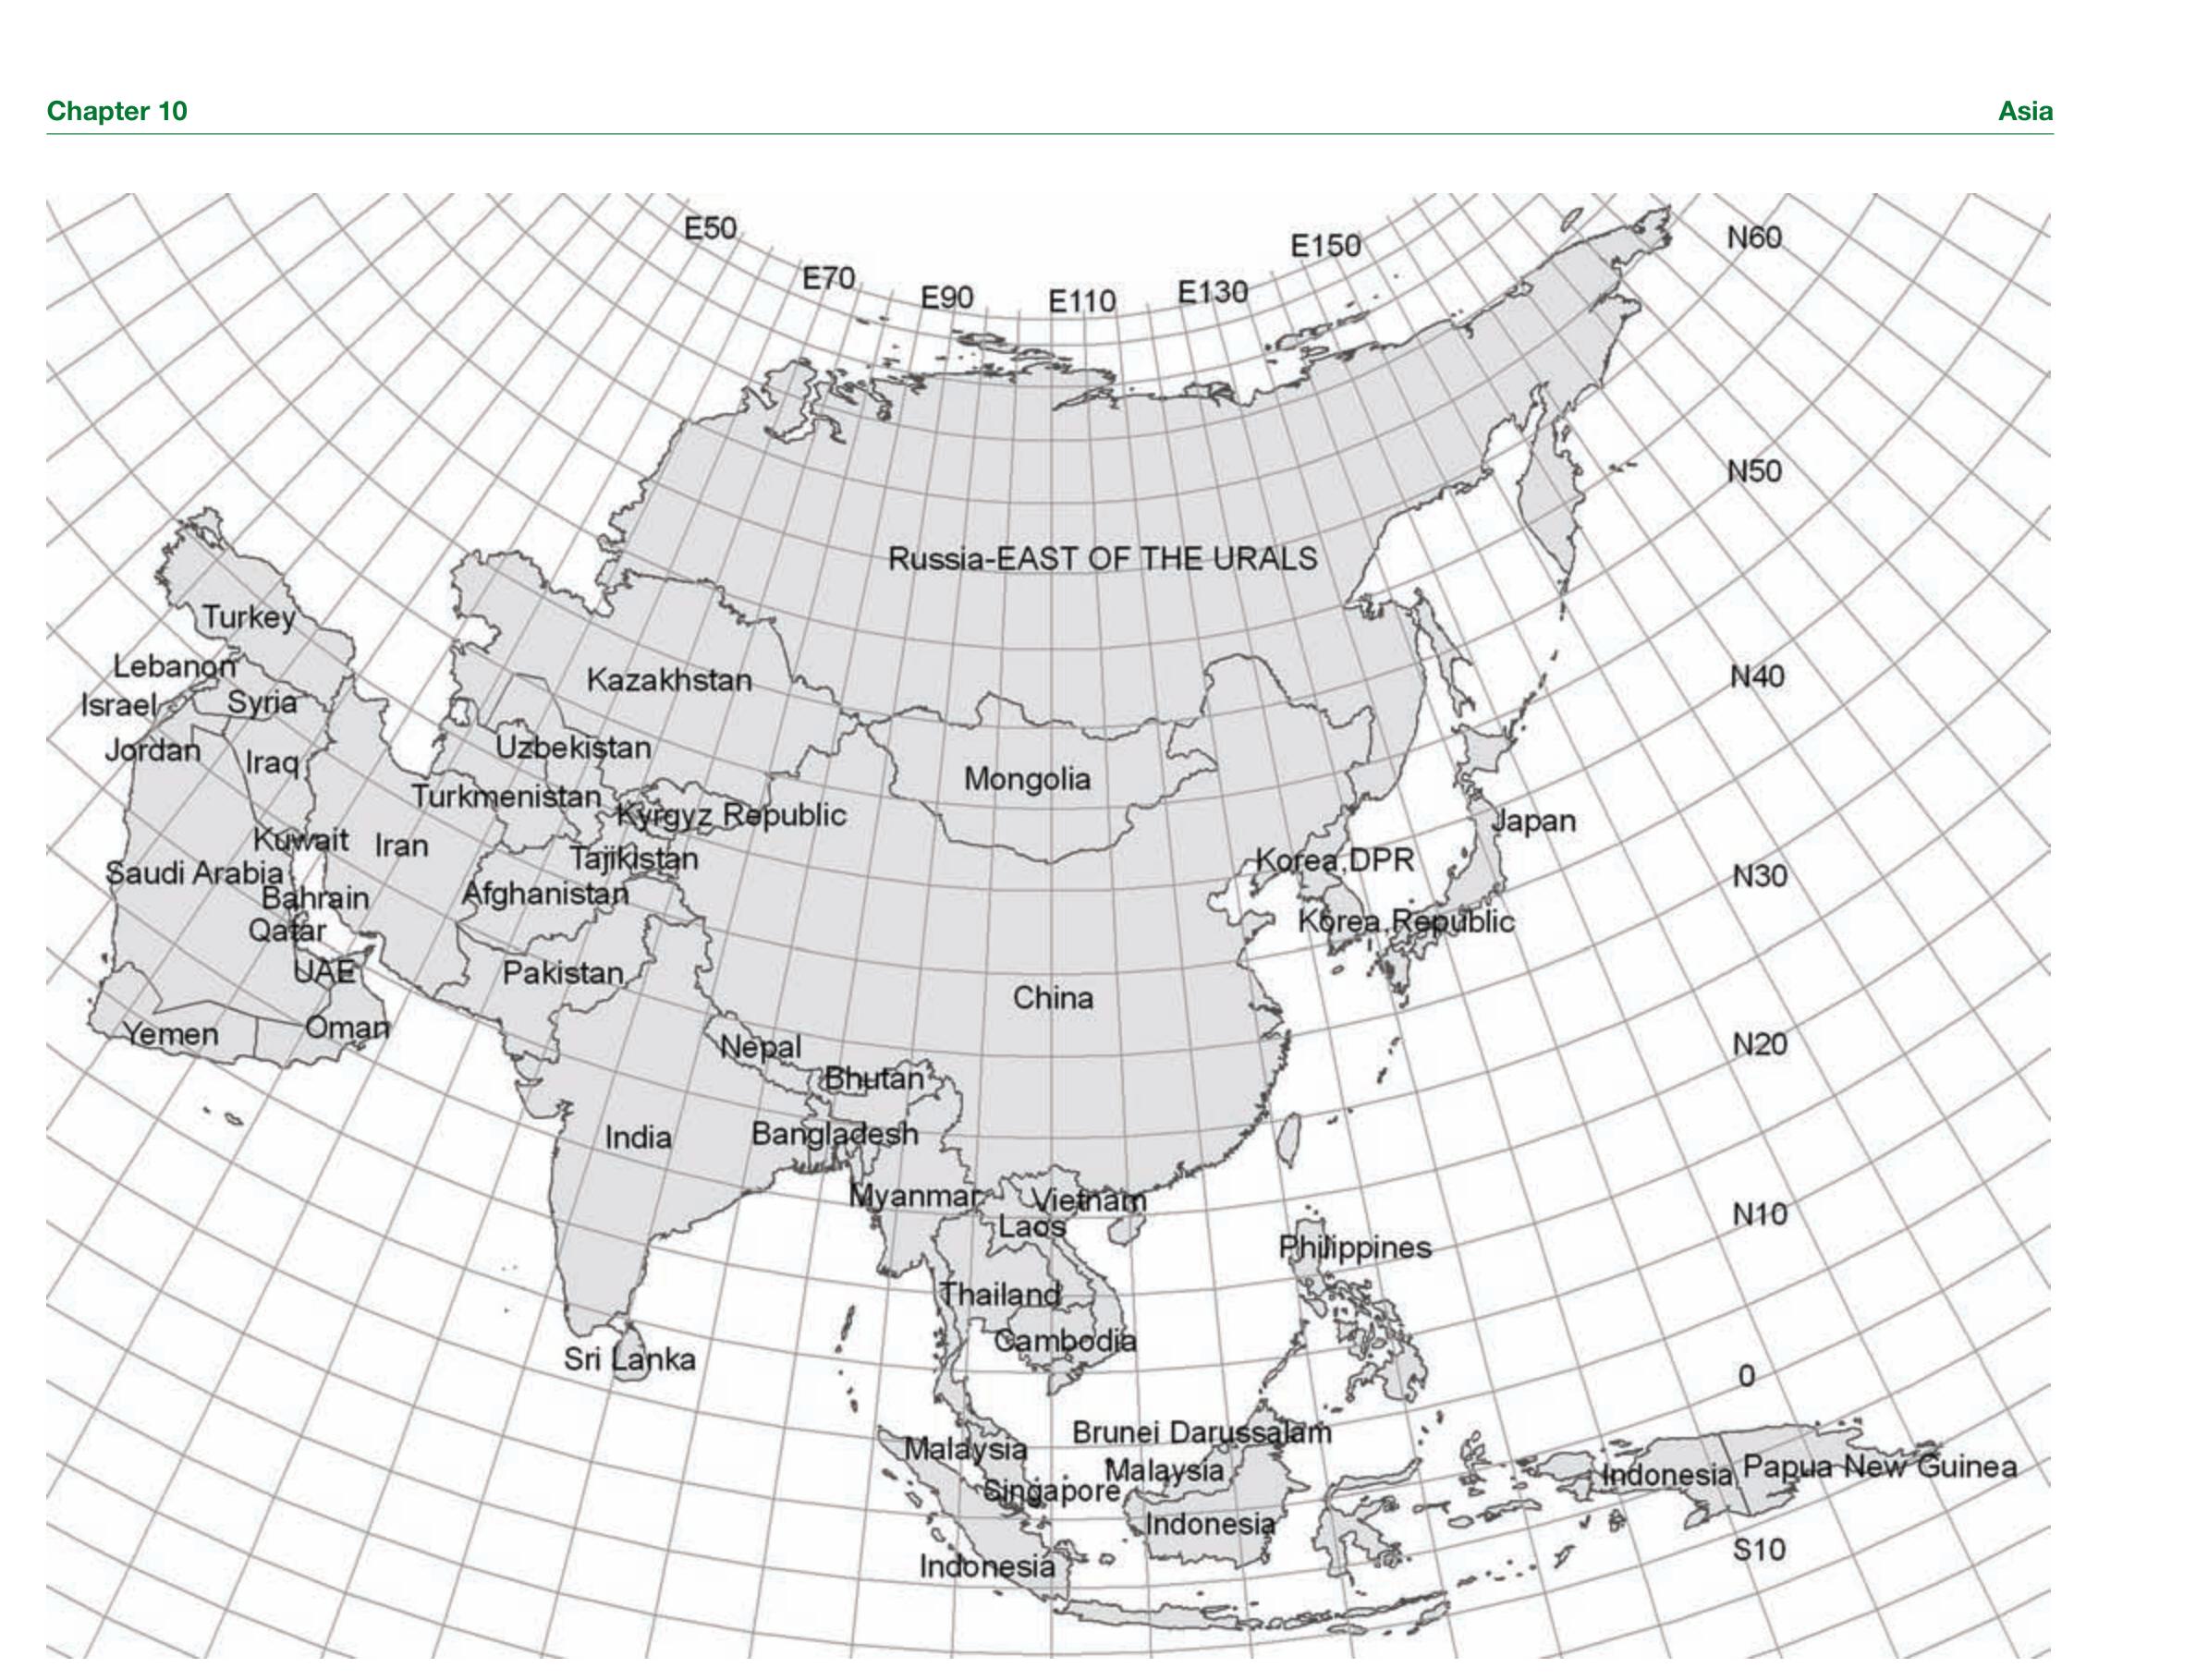 Chapter 10
Asia
E50
E70
E90
E110
E130
E150
N60
N50
N40
N30
N20
N10
0
S10
Russia-EAST OF THE URALS
Turkey
Lebanon
Israel
Syria
Jordan
Iraq
Kazakhstan
Uzbekistan
Turkmenistan
Kyrgyz Republic
Mongolia
Japan
Kuwait
Iran
Tajikistan
Korea,DPR
Saudi Arabia
Bahrain
Afghanistan
Qatar
Korea,Republic
UAE
Pakistan
China
Yemen
Oman
Nepal
Bhutan
India
Bangladesh
Myanmar
Vietnam
Laos
Philippines
Thailand
Cambodia
Sri Lanka
Brunei Darussalam
Malaysia
Malaysia
Singapore
Indonesia
Papua New Guinea
Indonesia
Indonesia